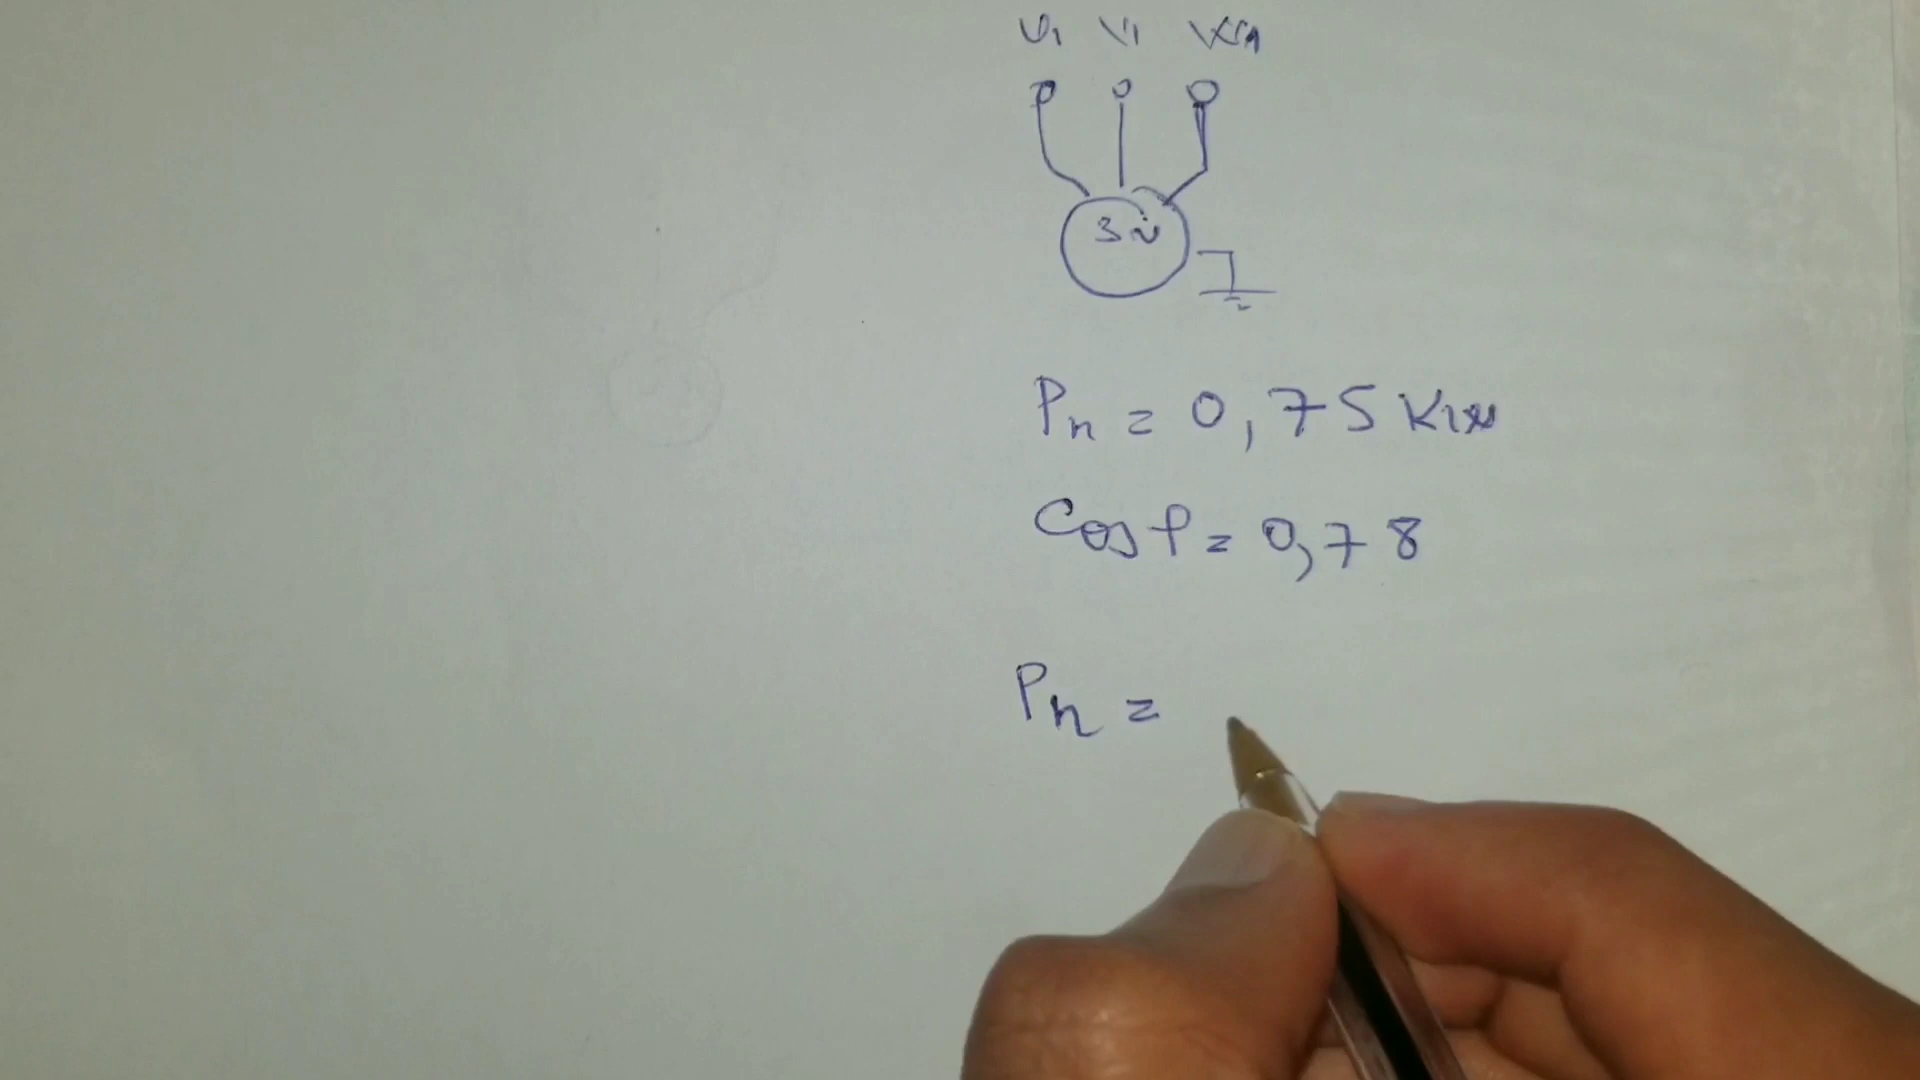 U1 V1 W1
3~
Pn = 0,75 Kw
Cos φ = 0,78
Pn =